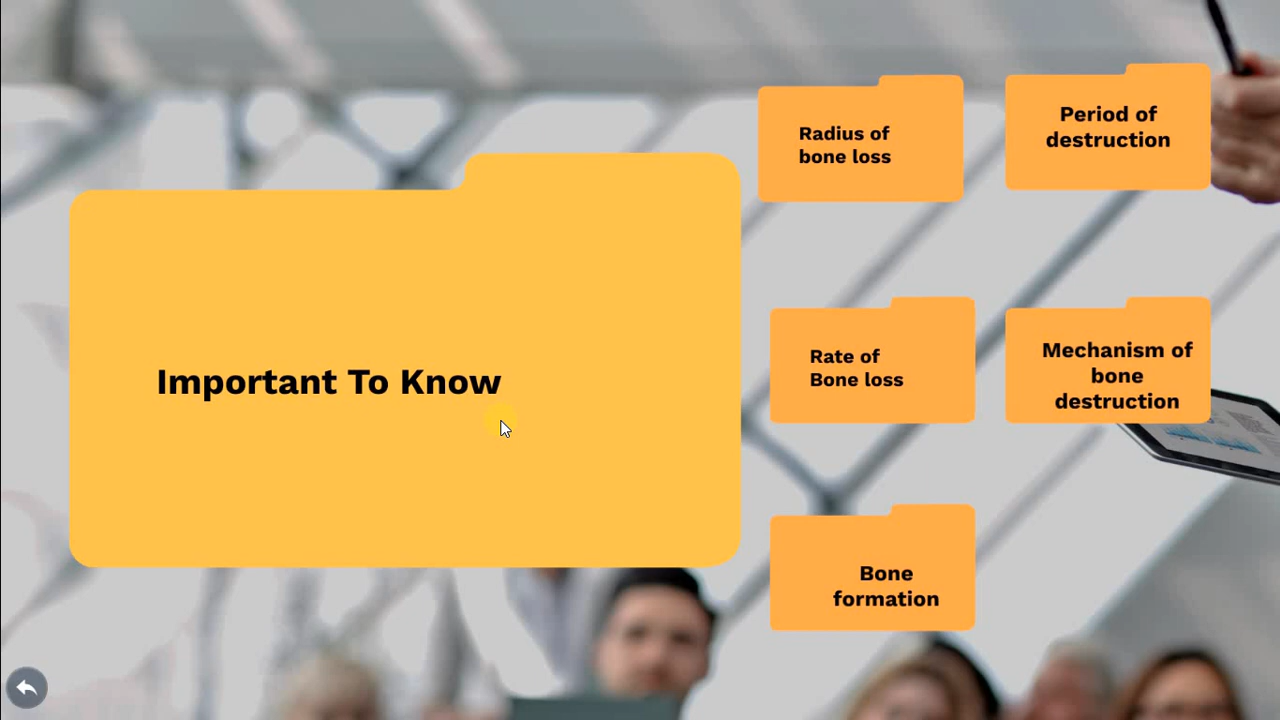 Important To Know
Radius of
bone loss
Period of
destruction
Rate of
Bone loss
Mechanism of
bone
destruction
Bone
formation